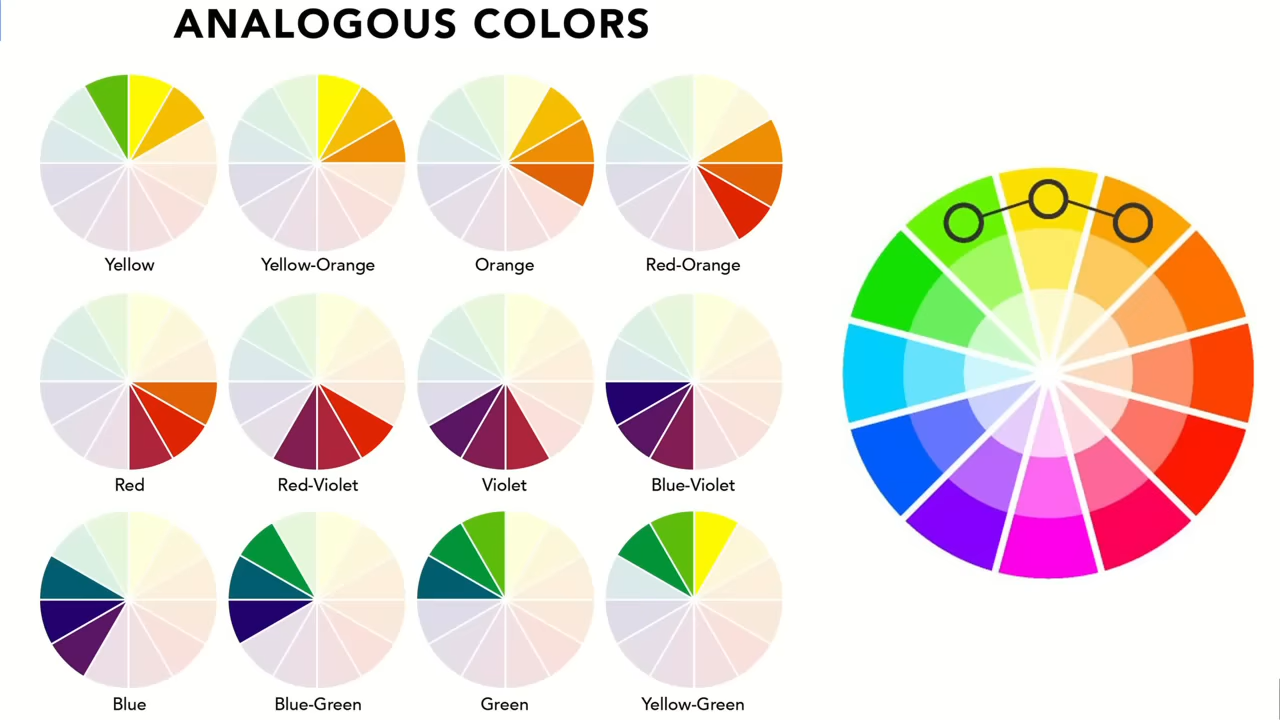 ANALOGOUS COLORS
Yellow
Yellow-Orange
Orange
Red-Orange
Red
Red-Violet
Violet
Blue-Violet
Blue
Blue-Green
Green
Yellow-Green